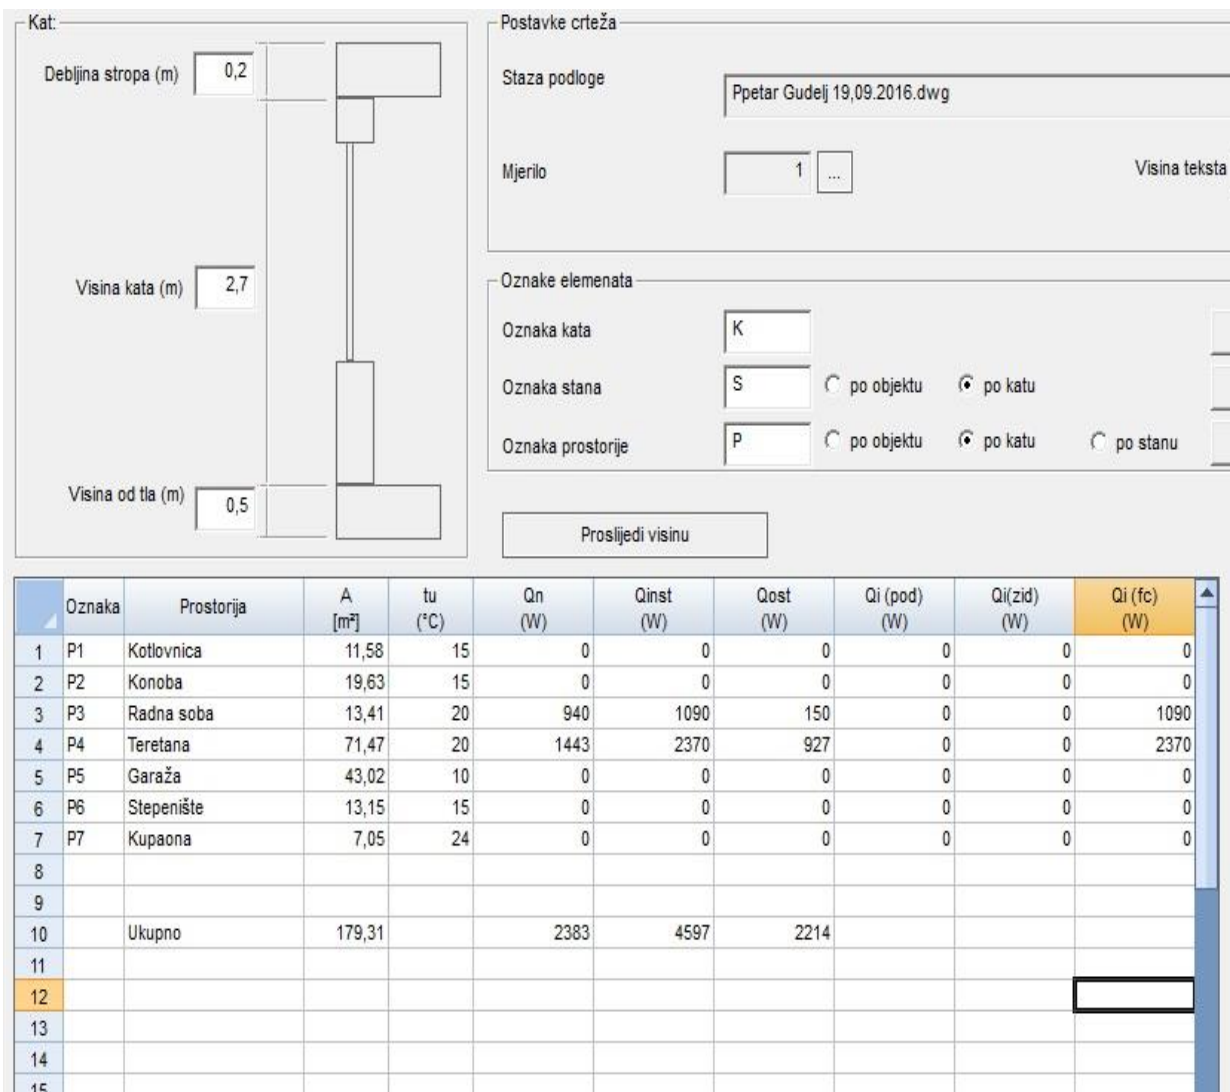 Kat:
Debljina stropa (m) 0,2
Visina kata (m) 2,7
Visina od tla (m) 0,5
Postavke crteža
Staza podloge Ppetar Gudelj 19,09.2016.dwg
Mjerilo 1 ... Visina teksta
Oznake elemenata
Oznaka kata K
Oznaka stana S po objektu po katu
Oznaka prostorije P po objektu po katu po stanu
Proslijedi visinu
Oznaka Prostorija A [m²] tu (°C) Qn (W) Qinst (W) Qost (W) Qi (pod) (W) Qi(zid) (W) Qi (fc) (W)
1 P1 Kotlovnica 11,58 15 0 0 0 0 0 0
2 P2 Konoba 19,63 15 0 0 0 0 0 0
3 P3 Radna soba 13,41 20 940 1090 150 0 0 1090
4 P4 Teretana 71,47 20 1443 2370 927 0 0 2370
5 P5 Garaža 43,02 10 0 0 0 0 0 0
6 P6 Stepenište 13,15 15 0 0 0 0 0 0
7 P7 Kupaona 7,05 24 0 0 0 0 0 0
8
9
10 Ukupno 179,31 2383 4597 2214
11
12
13
14
15